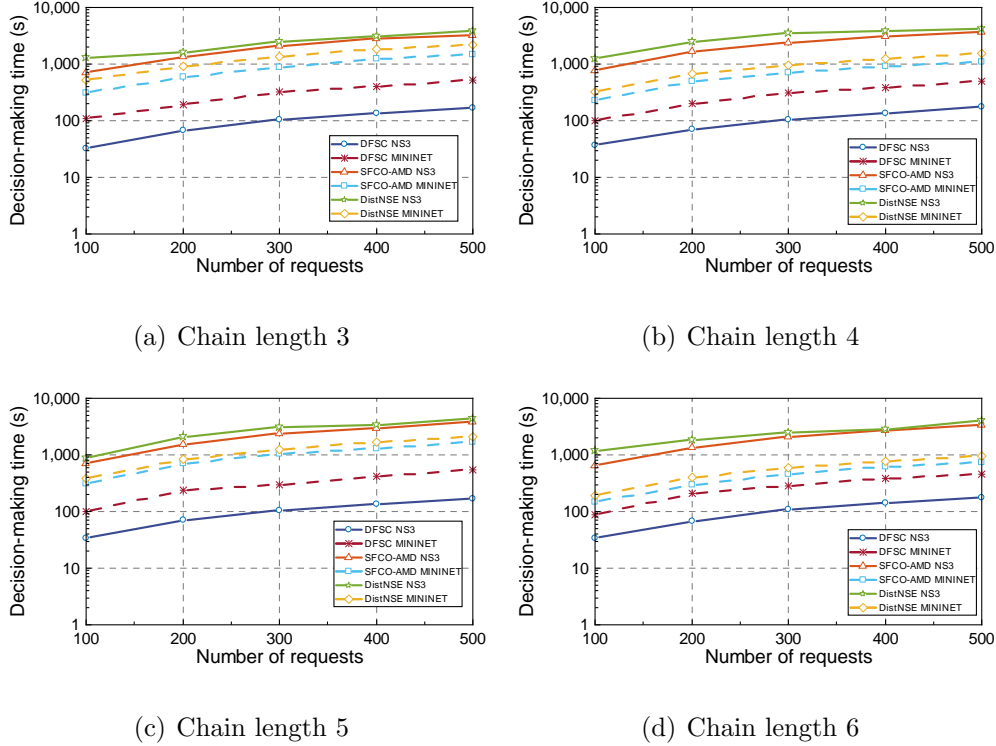 10,000
1,000
100
10
1
Decision-making time (s)
DFSC NS3
DFSC MININET
SFCO-AMD NS3
SFCO-AMD MININET
DistNSE NS3
DistNSE MININET
100 200 300 400 500
Number of requests
(a) Chain length 3
10,000
1,000
100
10
1
Decision-making time (s)
DFSC NS3
DFSC MININET
SFCO-AMD NS3
SFCO-AMD MININET
DistNSE NS3
DistNSE MININET
100 200 300 400 500
Number of requests
(b) Chain length 4
10,000
1,000
100
10
1
Decision-making time (s)
DFSC NS3
DFSC MININET
SFCO-AMD NS3
SFCO-AMD MININET
DistNSE NS3
DistNSE MININET
100 200 300 400 500
Number of requests
(c) Chain length 5
10,000
1,000
100
10
1
Decision-making time (s)
DFSC NS3
DFSC MININET
SFCO-AMD NS3
SFCO-AMD MININET
DistNSE NS3
DistNSE MININET
100 200 300 400 500
Number of requests
(d) Chain length 6